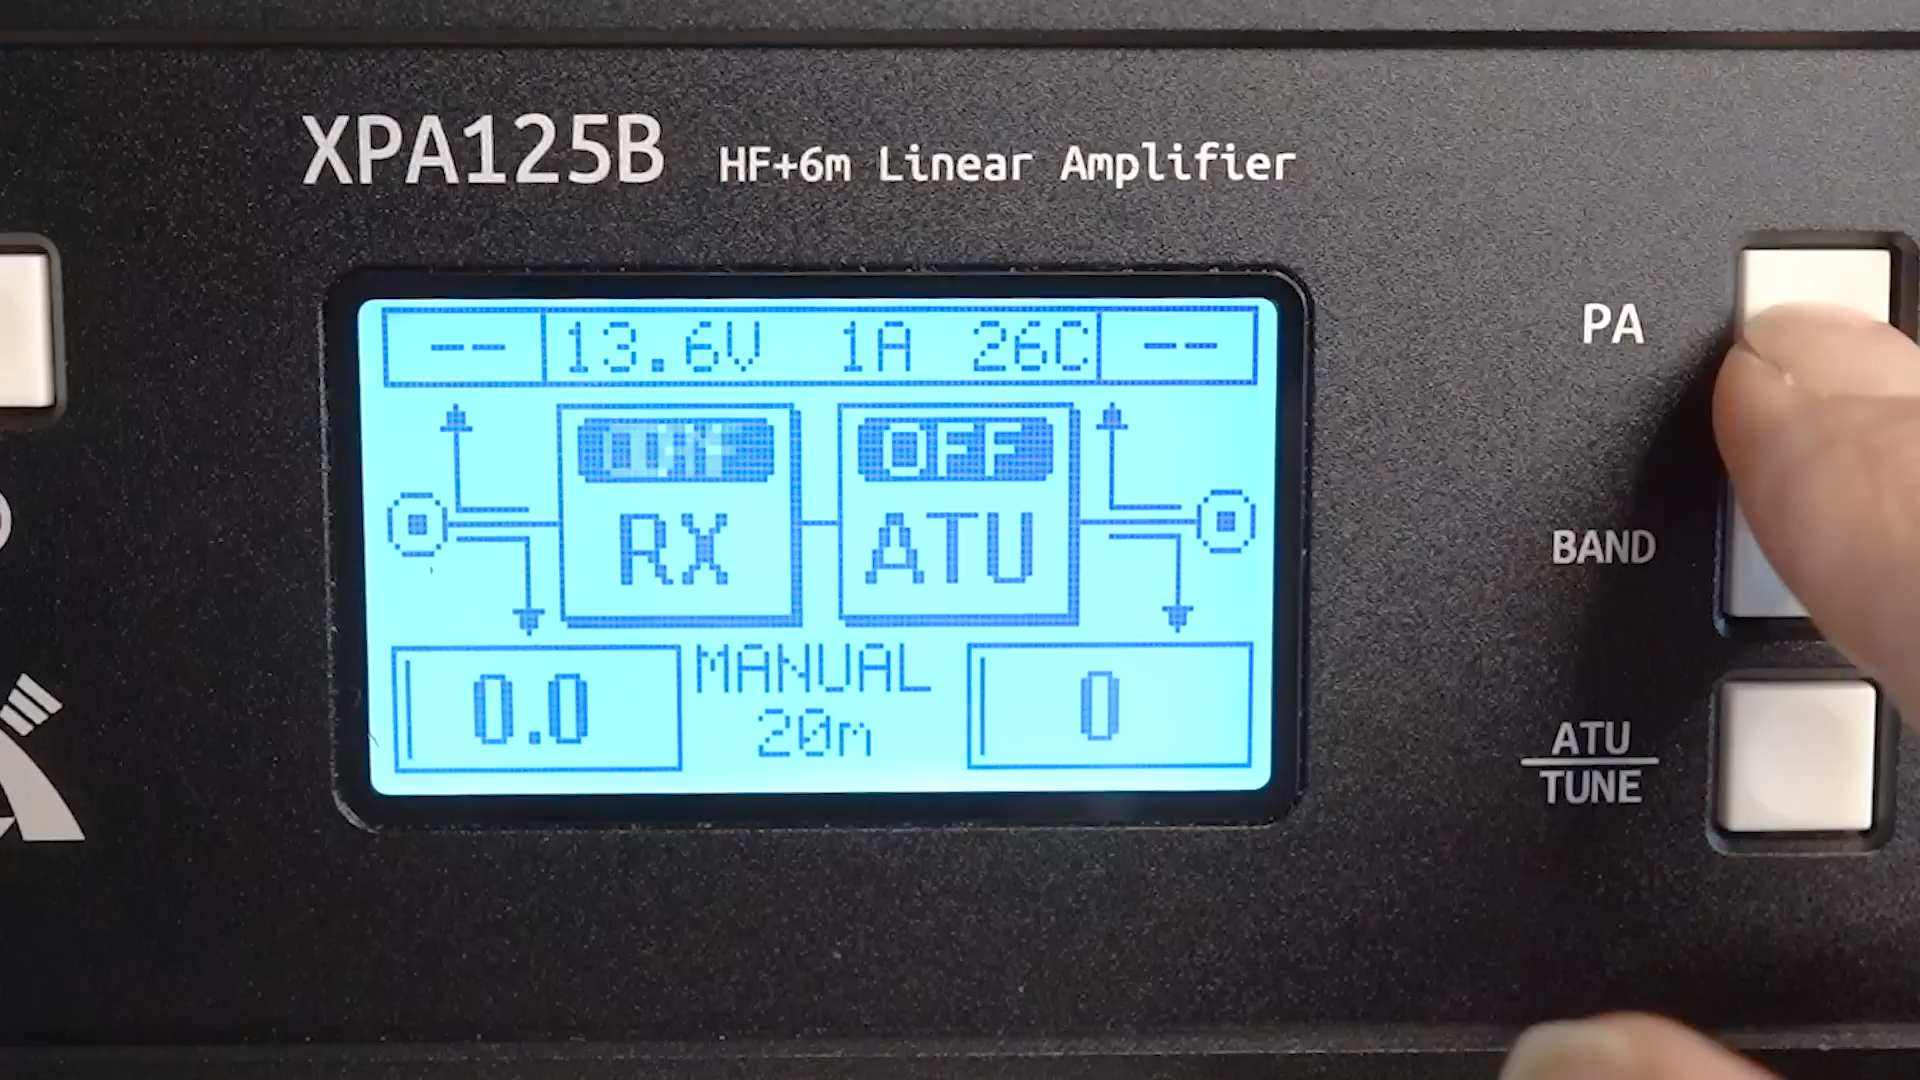 XPA125B HF+6m Linear Amplifier
-- 13.6V 1A 26C --
OFF
RX ATU
0.0 MANUAL 0
20m
PA
BAND
ATU
TUNE